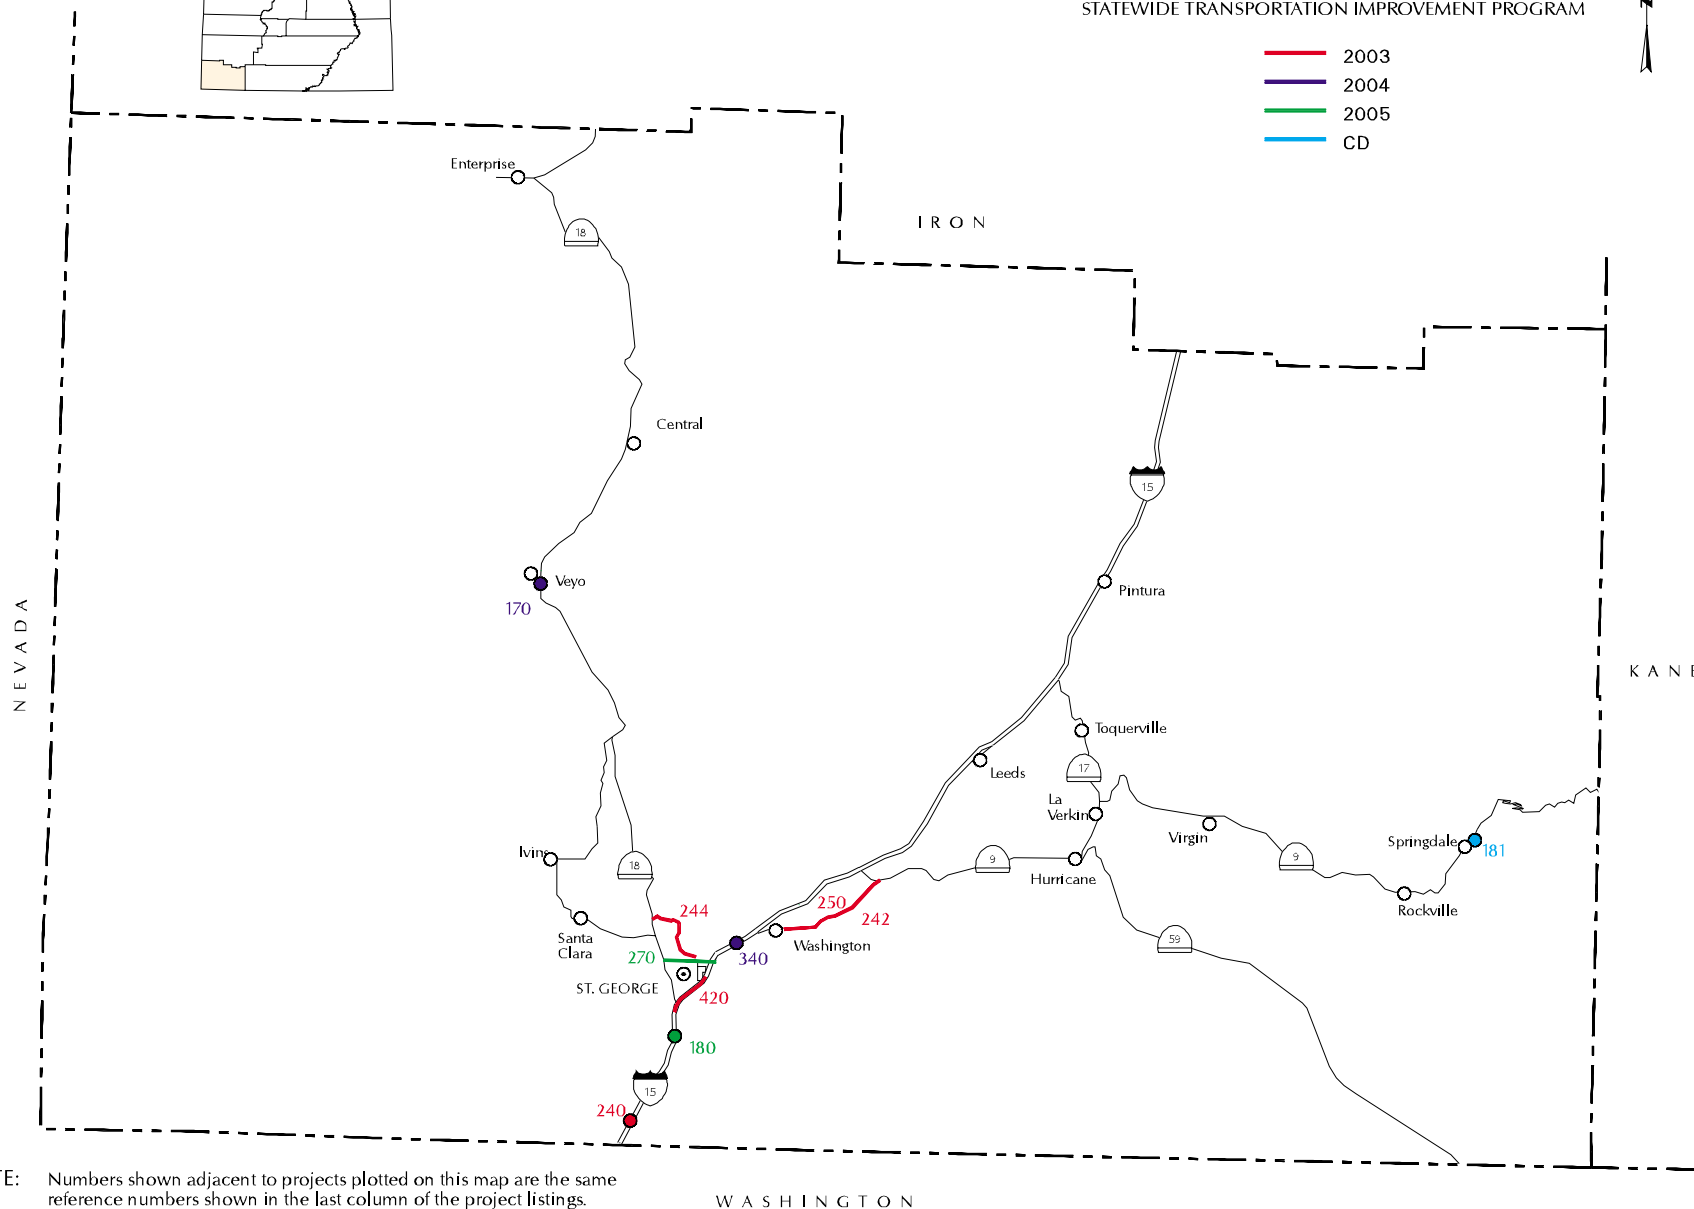 STATEWIDE TRANSPORTATION IMPROVEMENT PROGRAM
N
2003
2004
2005
CD
Enterprise
18
IRON
Central
15
Veyo
170
Pintura
NEVADA
KANE
Toquerville
17
Leeds
La
Verkin
Virgin
Springdale
181
Ivins
18
9
9
Hurricane
Rockville
244
250
242
Santa
Clara
Washington
59
270
340
ST. GEORGE
420
180
15
240
TE: Numbers shown adjacent to projects plotted on this map are the same
reference numbers shown in the last column of the project listings.
WASHINGTON